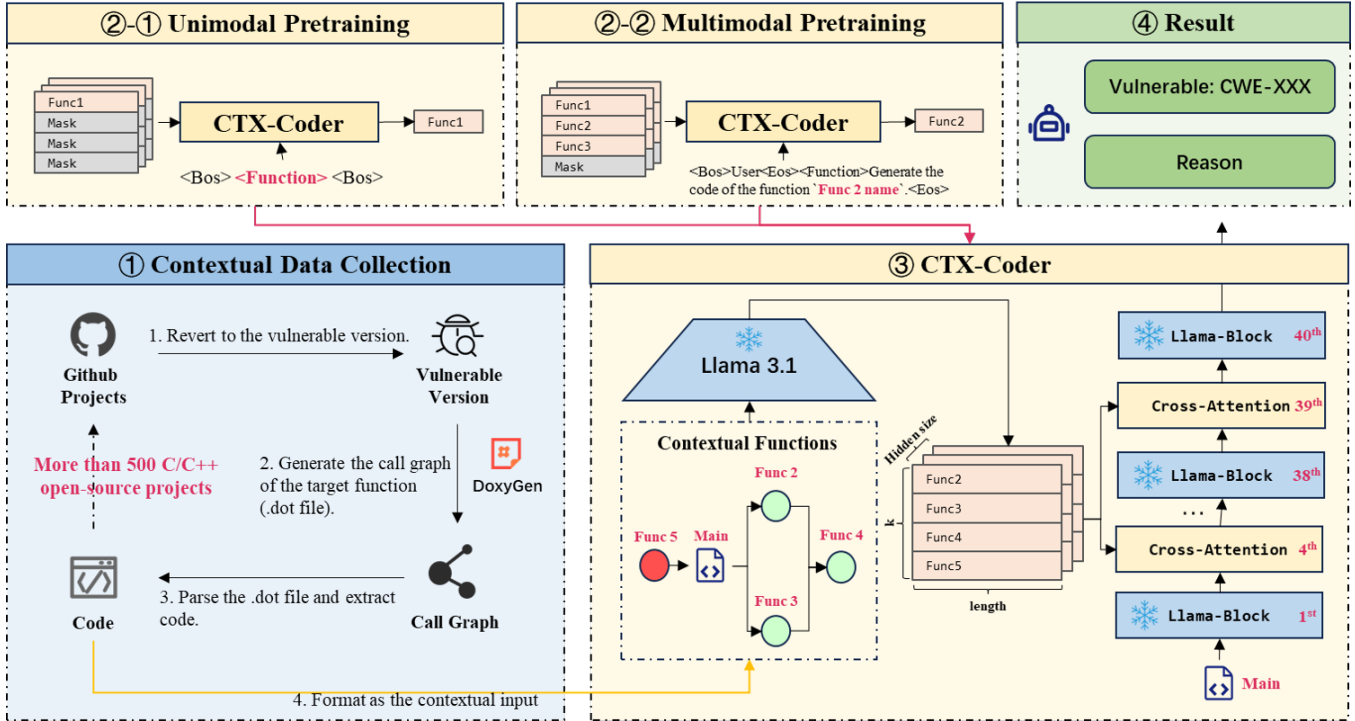 ②-① Unimodal Pretraining
Func1
Mask
Mask
Mask
CTX-Coder
Func1
<Bos> <Function> <Bos>
②-② Multimodal Pretraining
Func1
Func2
Func3
Mask
CTX-Coder
Func2
<Bos>User<Eos><Function>Generate the
code of the function `Func 2 name`.<Eos>
④ Result
Vulnerable: CWE-XXX
Reason
① Contextual Data Collection
Github
Projects
1. Revert to the vulnerable version.
Vulnerable
Version
More than 500 C/C++
open-source projects
2. Generate the call graph
of the target function
(.dot file).
DoxyGen
Code
3. Parse the .dot file and extract
code.
Call Graph
4. Format as the contextual input
③ CTX-Coder
Llama 3.1
Contextual Functions
Func 2
Func 5
Main
Func 4
Func 3
Hidden size
k
Func2
Func3
Func4
Func5
length
Llama-Block 40th
Cross-Attention 39th
Llama-Block 38th
...
Cross-Attention 4th
Llama-Block 1st
Main